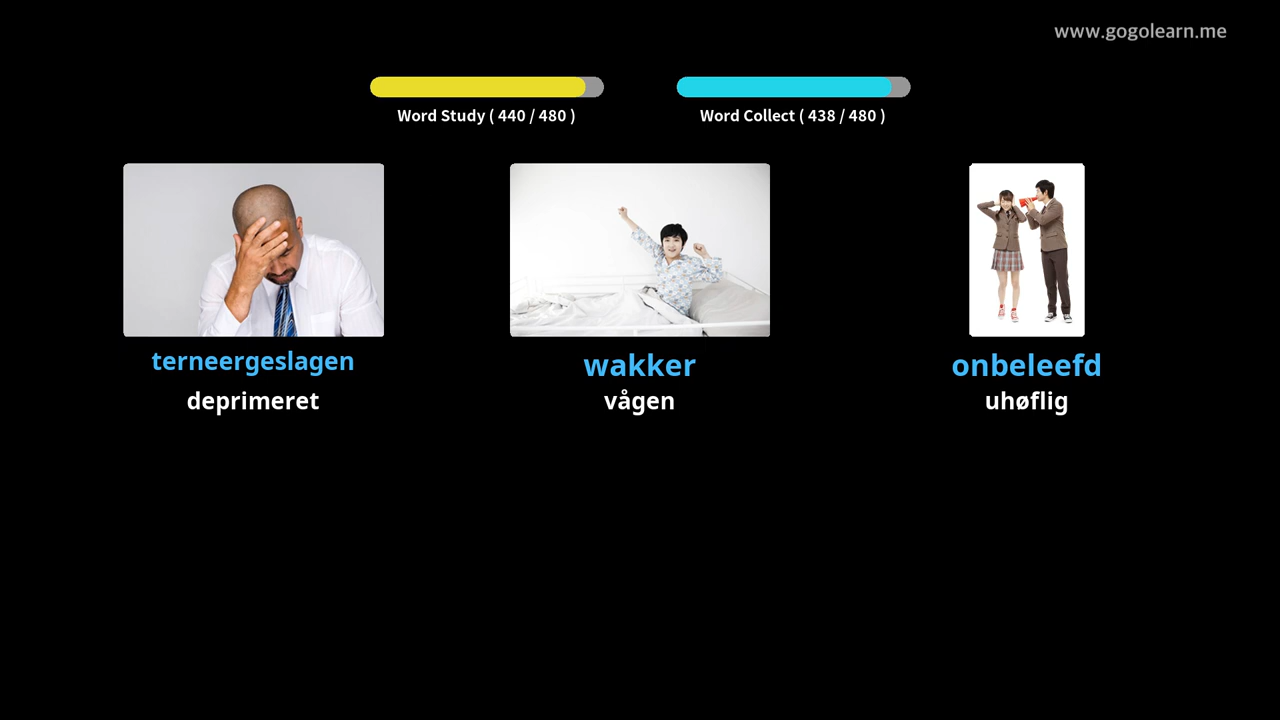 www.gogolearn.me
Word Study ( 440 / 480 )
Word Collect ( 438 / 480 )
terneergeslagen
wakker
onbeleefd
deprimeret
vågen
uhøflig